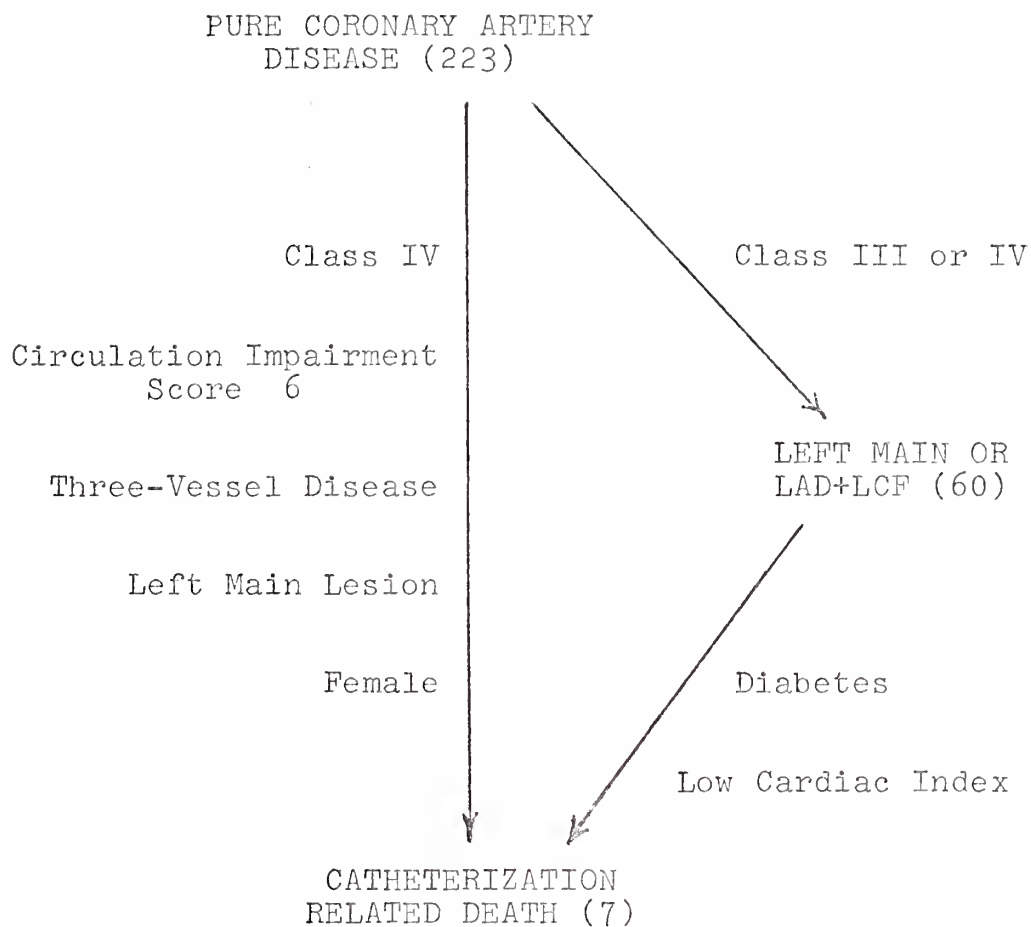 PURE CORONARY ARTERY
DISEASE (223)
Class IV
Class III or IV
Circulation Impairment
Score 6
LEFT MAIN OR
LAD+LCF (60)
Three-Vessel Disease
Left Main Lesion
Female
Diabetes
Low Cardiac Index
CATHETERIZATION
RELATED DEATH (7)